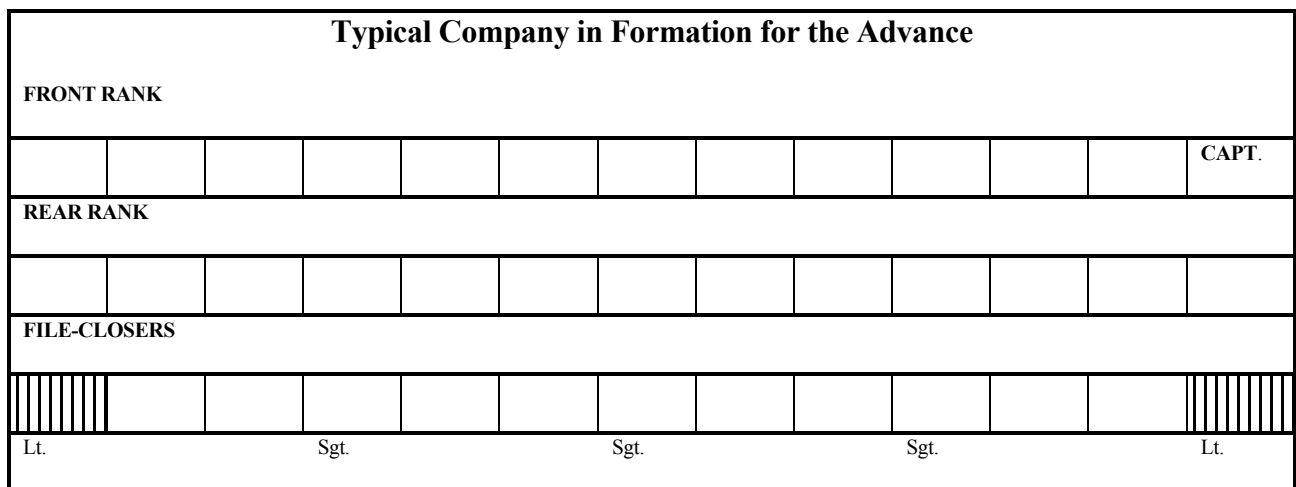 Typical Company in Formation for the Advance
FRONT RANK
CAPT.
REAR RANK
FILE-CLOSERS
Lt. Sgt. Sgt. Sgt. Lt.